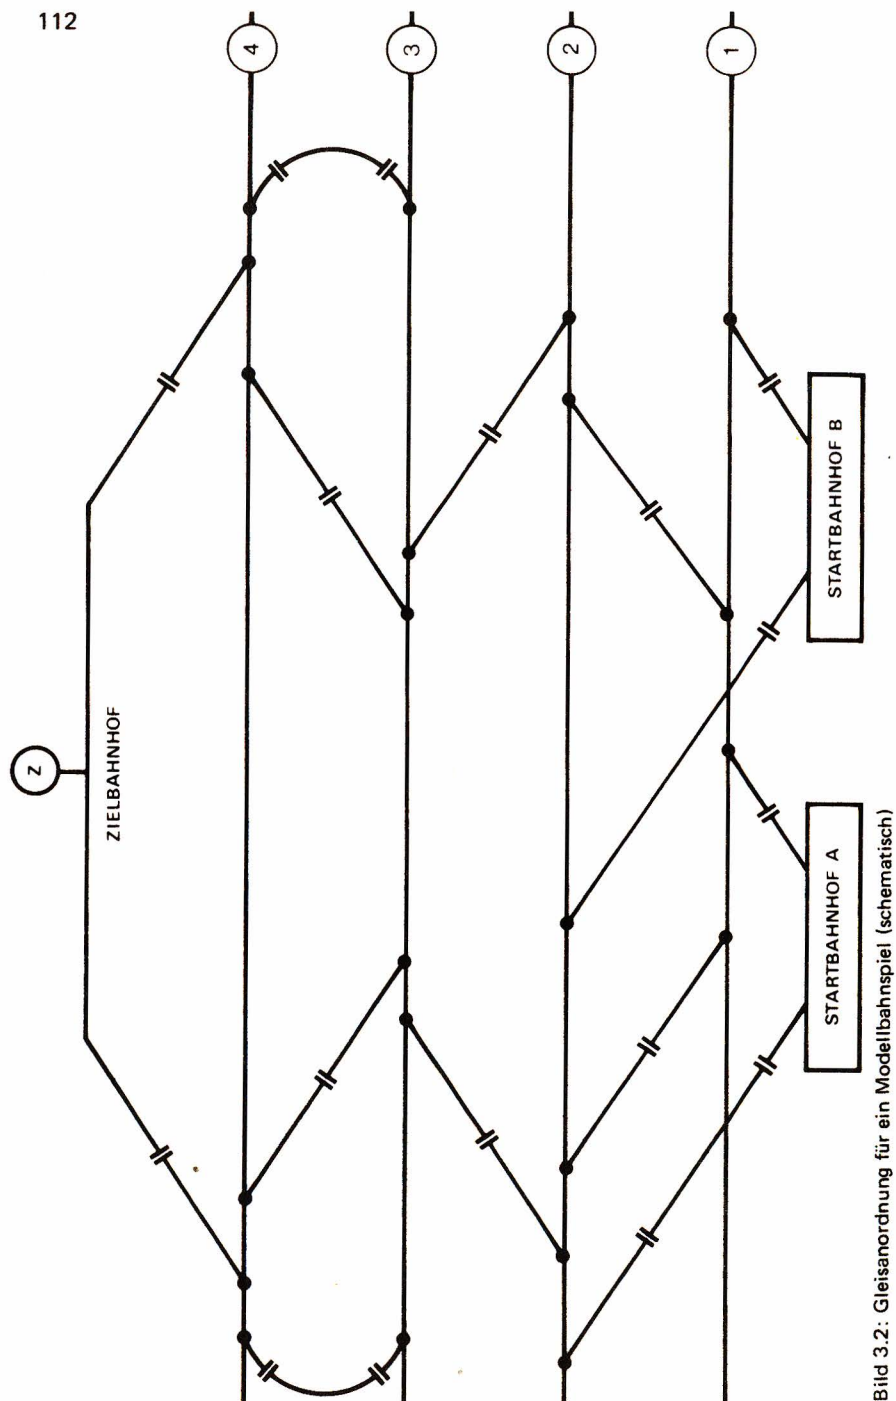 112
4
3
2
1
Z
ZIELBAHNHOF
STARTBAHNHOF B
STARTBAHNHOF A
Bild 3.2: Gleisanordnung für ein Modellbahnspiel (schematisch)